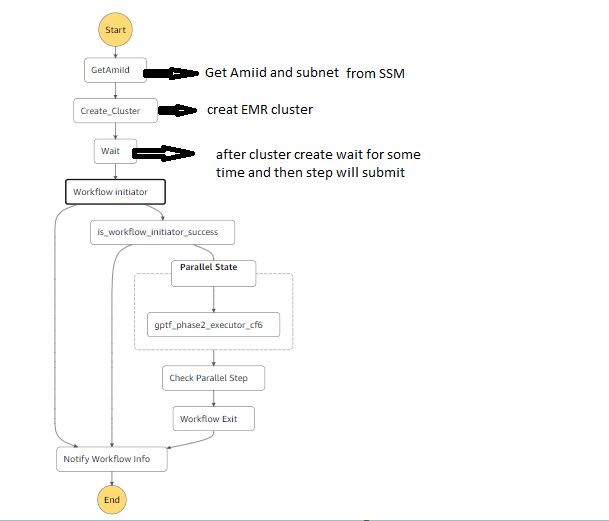 Start
GetAmiId
Get Amiid and subnet from SSM
Create_Cluster
creat EMR cluster
Wait
after cluster create wait for some
time and then step will submit
Workflow initiator
is_workflow_initiator_success
Parallel State
gptf_phase2_executor_cf6
Check Parallel Step
Workflow Exit
Notify Workflow Info
End